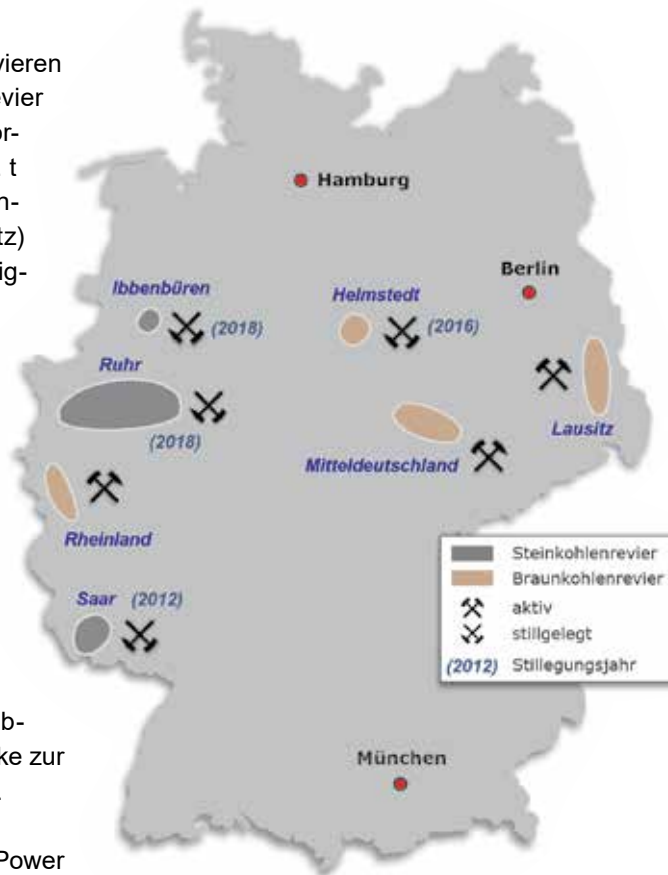 vieren
evier
or-
t
n-
tz)
ig-
Hamburg
Berlin
Ibbenbüren
Helmstedt
(2018)
(2016)
Ruhr
Lausitz
(2018)
Mitteldeutschland
Rheinland
Saar (2012)
Steinkohlenrevier
Braunkohlenrevier
aktiv
stillgelegt
(2012) Stillegungsjahr
b-
ke zur
München
Power